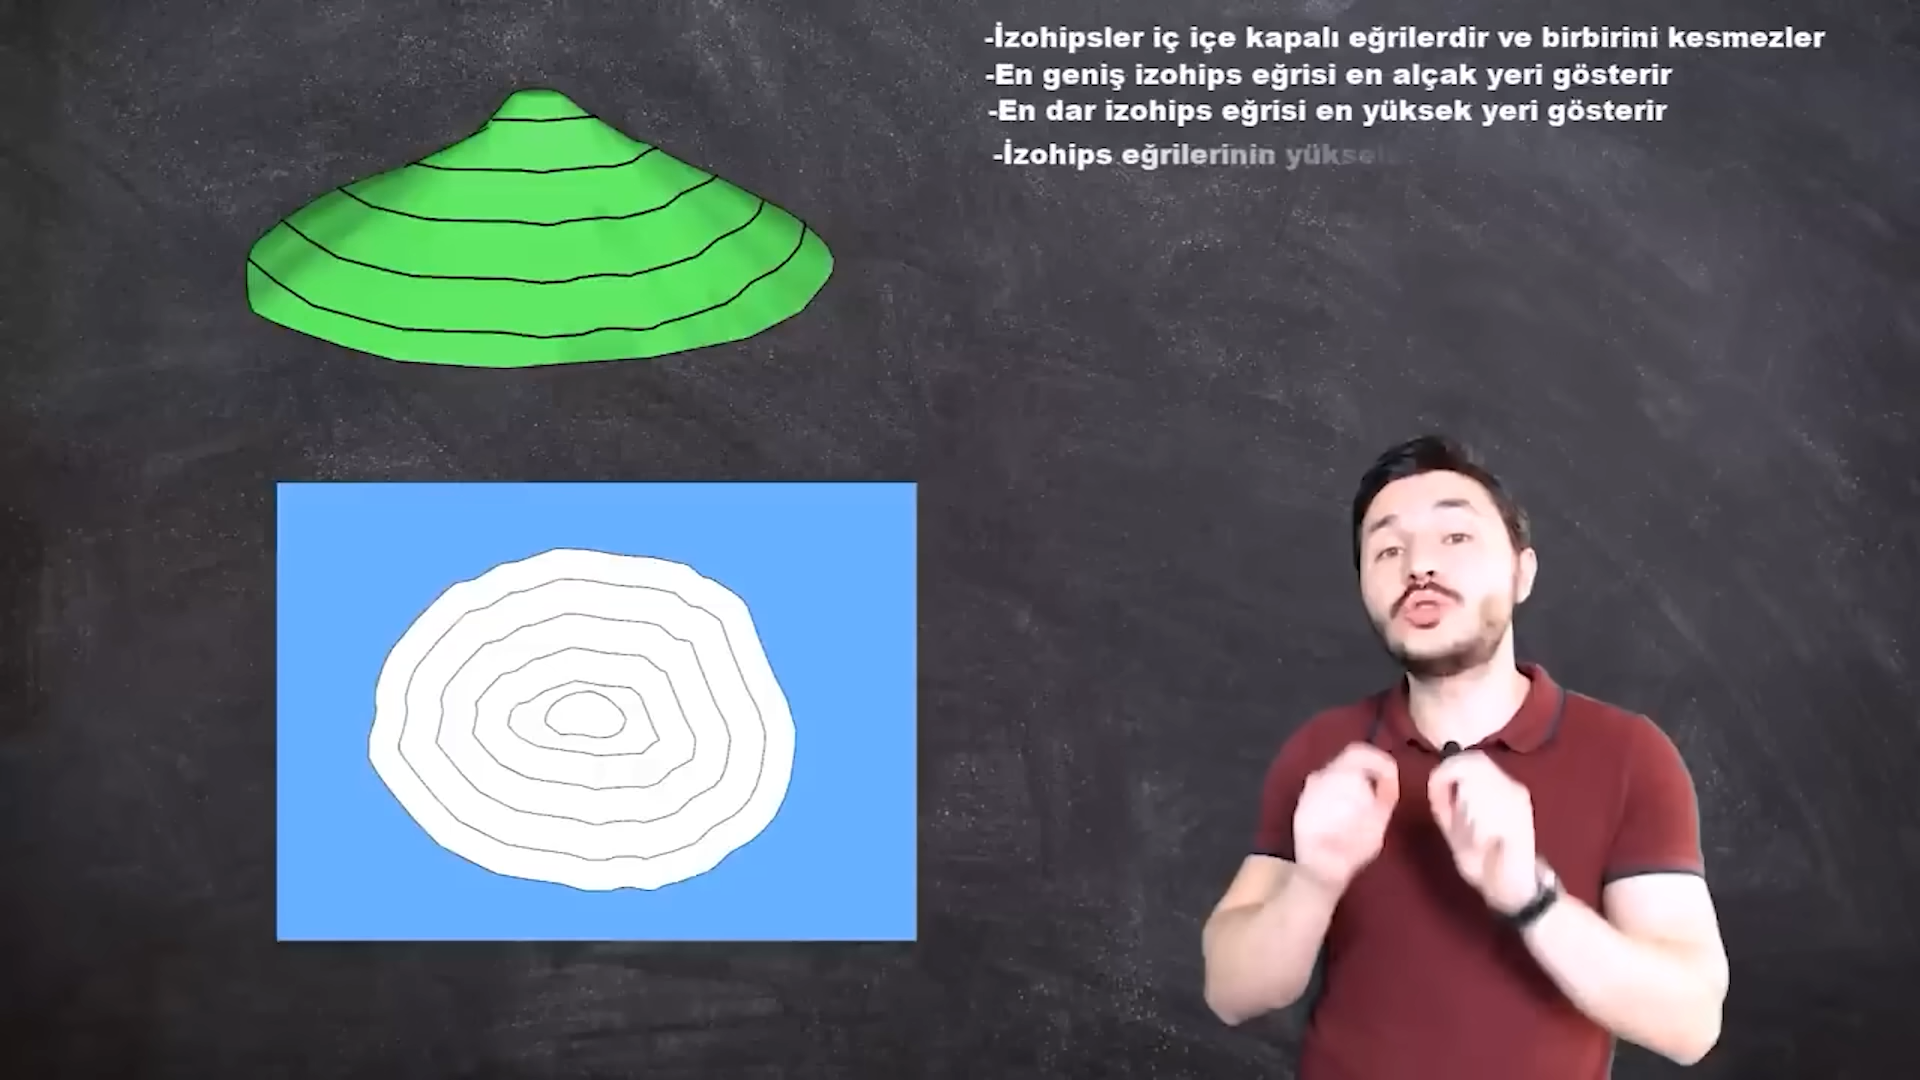 -İzohipsler iç içe kapalı eğrilerdir ve birbirini kesmezler
-En geniş izohips eğrisi en alçak yeri gösterir
-En dar izohips eğrisi en yüksek yeri gösterir
-İzohips eğrilerinin